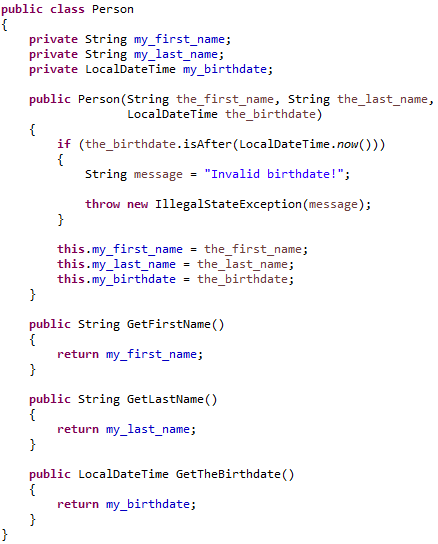 public class Person
{
    private String my_first_name;
    private String my_last_name;
    private LocalDateTime my_birthdate;

    public Person(String the_first_name, String the_last_name,
                  LocalDateTime the_birthdate)
    {
        if (the_birthdate.isAfter(LocalDateTime.now()))
        {
            String message = "Invalid birthdate!";

            throw new IllegalStateException(message);
        }

        this.my_first_name = the_first_name;
        this.my_last_name = the_last_name;
        this.my_birthdate = the_birthdate;
    }

    public String GetFirstName()
    {
        return my_first_name;
    }

    public String GetLastName()
    {
        return my_last_name;
    }

    public LocalDateTime GetTheBirthdate()
    {
        return my_birthdate;
    }
}